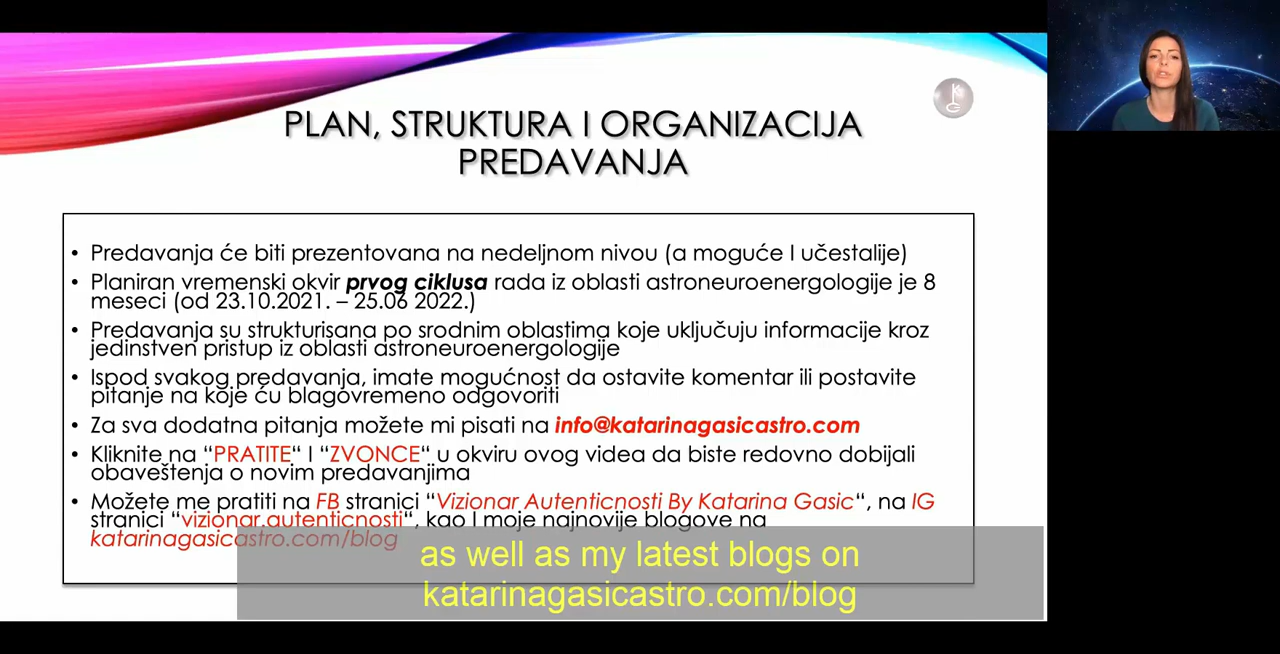 PLAN, STRUKTURA I ORGANIZACIJA
PREDAVANJA
• Predavanja će biti prezentovana na nedeljnom nivou (a moguće I učestalije)
• Planiran vremenski okvir prvog ciklusa rada iz oblasti astroneuroenergologije je 8
meseci (od 23.10.2021. – 25.06 2022.)
• Predavanja su strukturisana po srodnim oblastima koje uključuju informacije kroz
jedinstven pristup iz oblasti astroneuroenergologije
• Ispod svakog predavanja, imate mogućnost da ostavite komentar ili postavite
pitanje na koje ću blagovremeno odgovoriti
• Za sva dodatna pitanja možete mi pisati na info@katarinagasicastro.com
• Kliknite na “PRATITE“ I “ZVONCE“ u okviru ovog videa da biste redovno dobijali
obaveštenja o novim predavanjima
• Možete me pratiti na FB stranici “Vizionar Autenticnosti By Katarina Gasic“, na IG
stranici “vizionar.autenticnosti“, kao I moje najnovije blogove na
katarinagasicastro.com/blog
as well as my latest blogs on
katarinagasicastro.com/blog